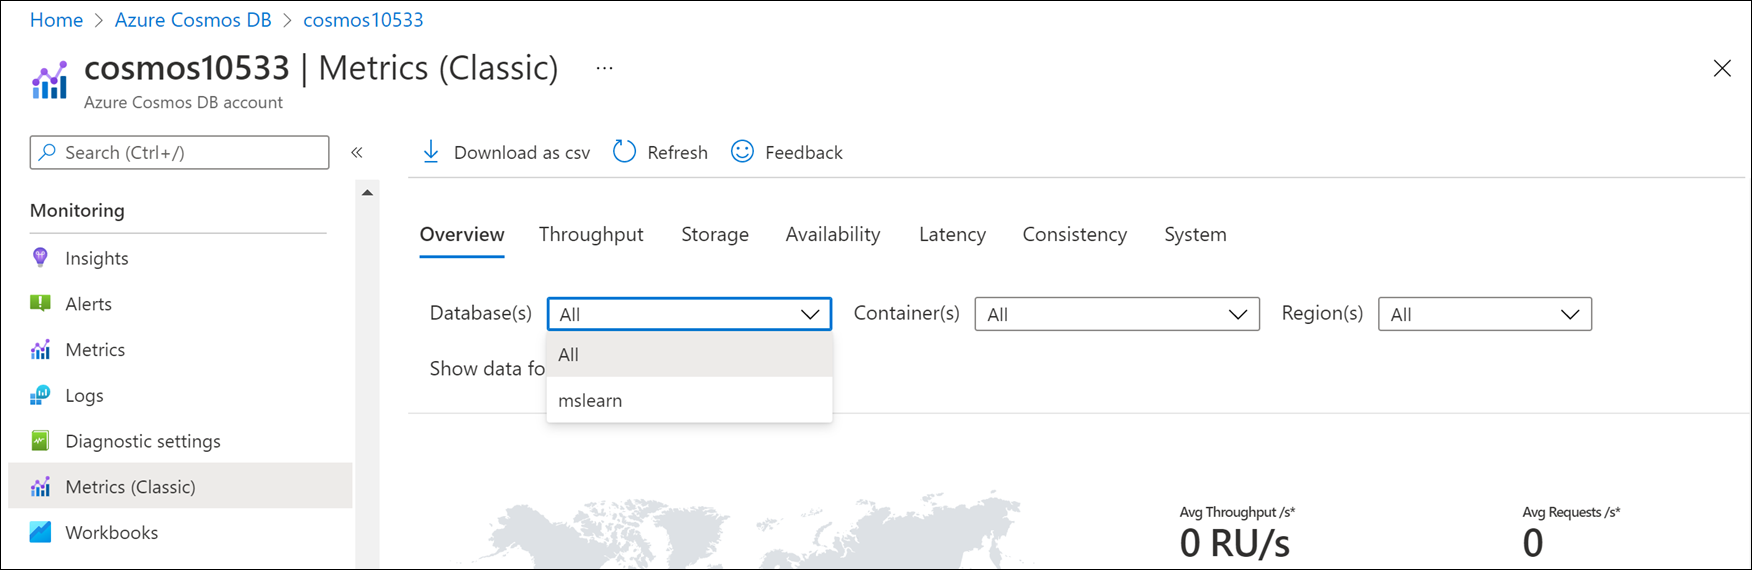 Home > Azure Cosmos DB > cosmos10533
cosmos10533 | Metrics (Classic) ...
Azure Cosmos DB account
Search (Ctrl+/)
«
Download as csv Refresh Feedback
Monitoring
Insights
Alerts
Metrics
Logs
Diagnostic settings
Metrics (Classic)
Workbooks
Overview Throughput Storage Availability Latency Consistency System
Database(s) All Container(s) All Region(s) All
All
Show data fo
mslearn
Avg Throughput /s* Avg Requests /s*
0 RU/s 0